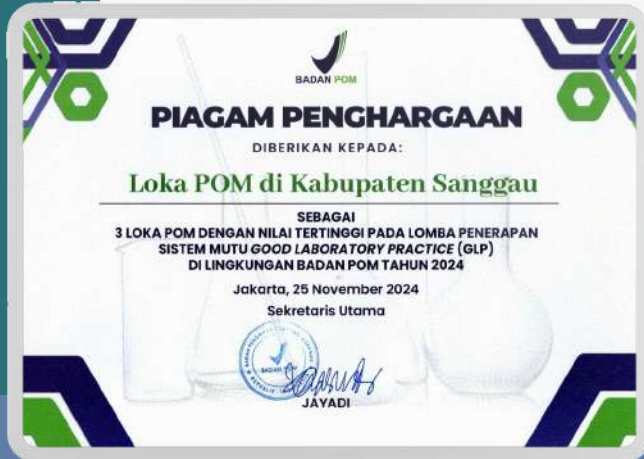 BADAN POM
PIAGAM PENGHARGAAN
DIBERIKAN KEPADA:
Loka POM di Kabupaten Sanggau
SEBAGAI
3 LOKA POM DENGAN NILAI TERTINGGI PADA LOMBA PENERAPAN
SISTEM MUTU GOOD LABORATORY PRACTICE (GLP)
DI LINGKUNGAN BADAN POM TAHUN 2024
Jakarta, 25 November 2024
Sekretaris Utama
BADAN
JAYADI